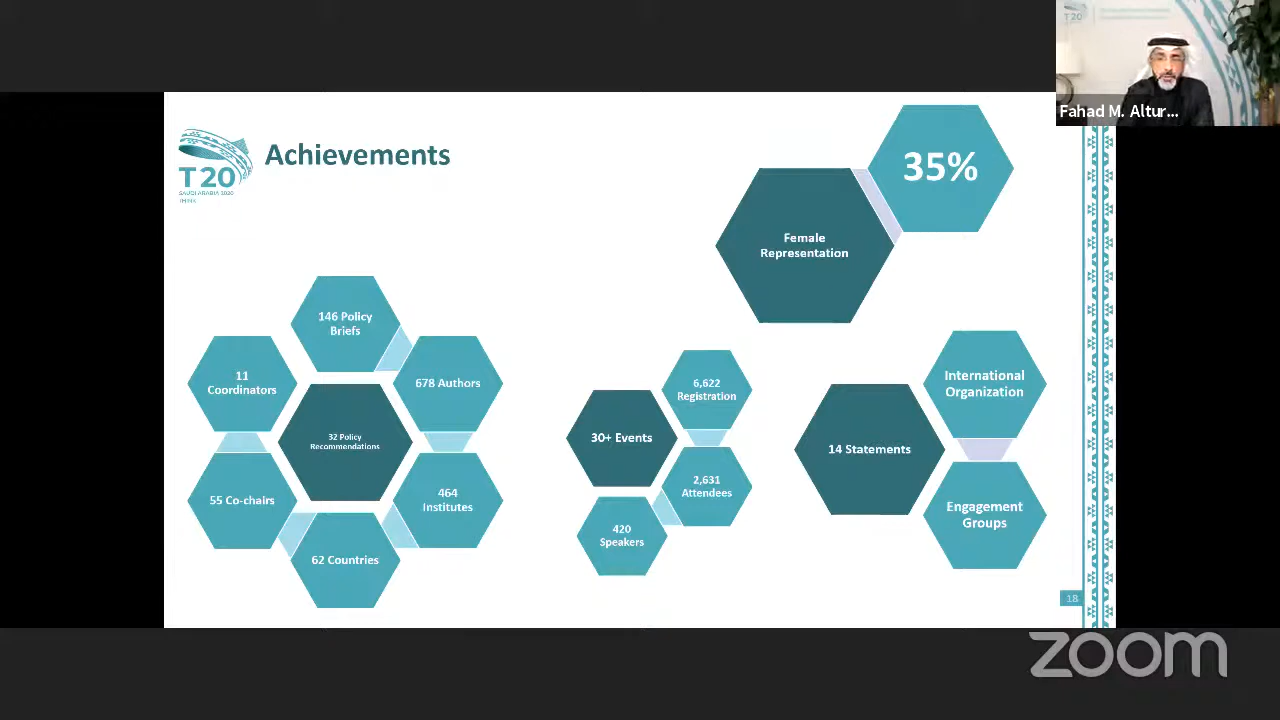 T20
Fahad M. Altur...
T20
SAUDI ARABIA 2020
THINK
Achievements
35%
Female
Representation
146 Policy
Briefs
11
Coordinators
678 Authors
32 Policy
Recommendations
55 Co-chairs
464
Institutes
62 Countries
6,622
Registration
30+ Events
2,631
Attendees
420
Speakers
International
Organization
14 Statements
Engagement
Groups
18
zoom